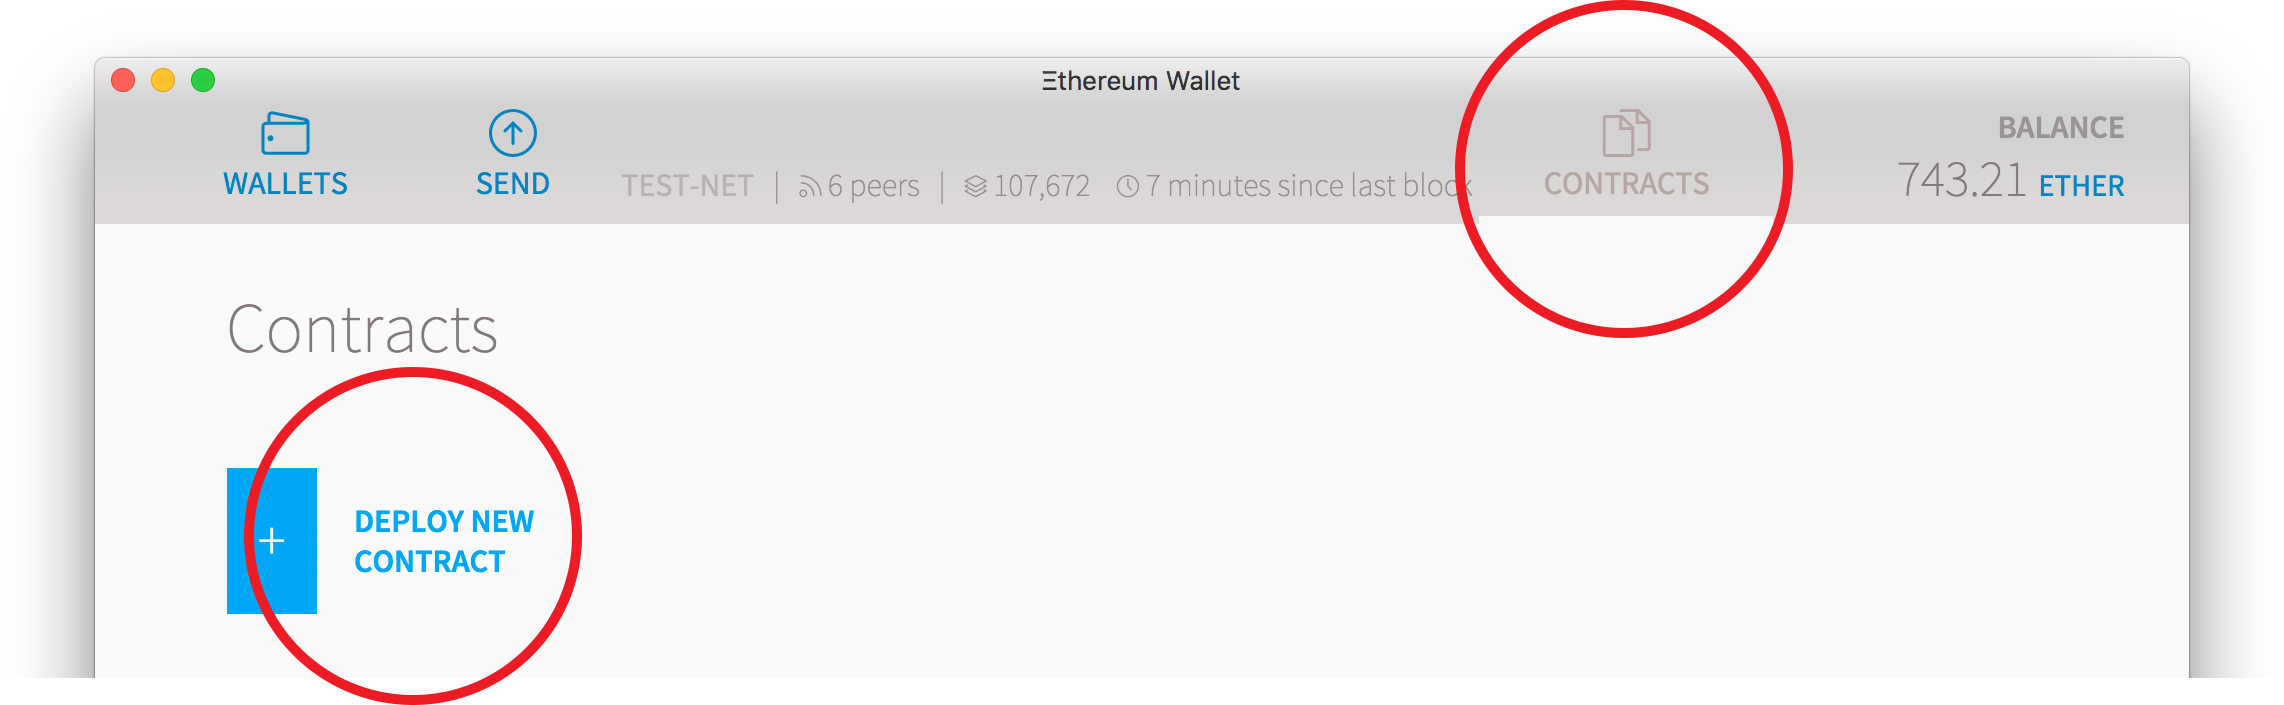 Ξthereum Wallet
WALLETS
SEND
TEST-NET | 6 peers | 107,672 7 minutes since last block
CONTRACTS
BALANCE
743.21 ETHER
Contracts
+
DEPLOY NEW
CONTRACT